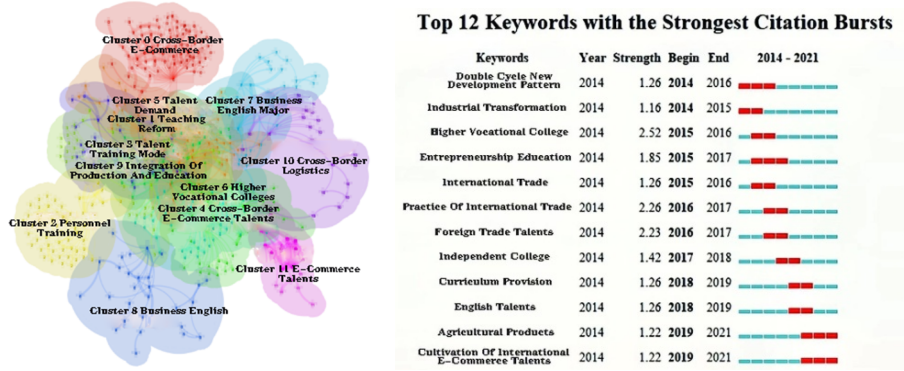 Cluster 0 Cross-Border
E-Commerce
Cluster 5 Talent
Demand
Cluster 7 Business
English Major
Cluster 1 Teaching
Reform
Cluster 3 Talent
Training Mode
Cluster 9 Integration Of
Production And Education
Cluster 10 Cross-Border
Logistics
Cluster 6 Higher
Vocational Colleges
Cluster 4 Cross-Border
E-Commerce Talents
Cluster 2 Personnel
Training
Cluster 11 E-Commerce
Talents
Cluster 8 Business English
Top 12 Keywords with the Strongest Citation Bursts
Keywords Year Strength Begin End 2014 - 2021
Double Cycle New
Development Pattern 2014 1.26 2014 2016
Industrial Transformation 2014 1.16 2014 2015
Higher Vocational College 2014 2.52 2015 2016
Entrepreneurship Education 2014 1.85 2015 2017
International Trade 2014 1.26 2015 2016
Practice Of International Trade 2014 2.26 2016 2017
Foreign Trade Talents 2014 2.23 2016 2017
Independent College 2014 1.42 2017 2018
Curriculum Provision 2014 1.26 2018 2019
English Talents 2014 1.26 2018 2019
Agricultural Products 2014 1.22 2019 2021
Cultivation Of International
E-Commerce Talents 2014 1.22 2019 2021